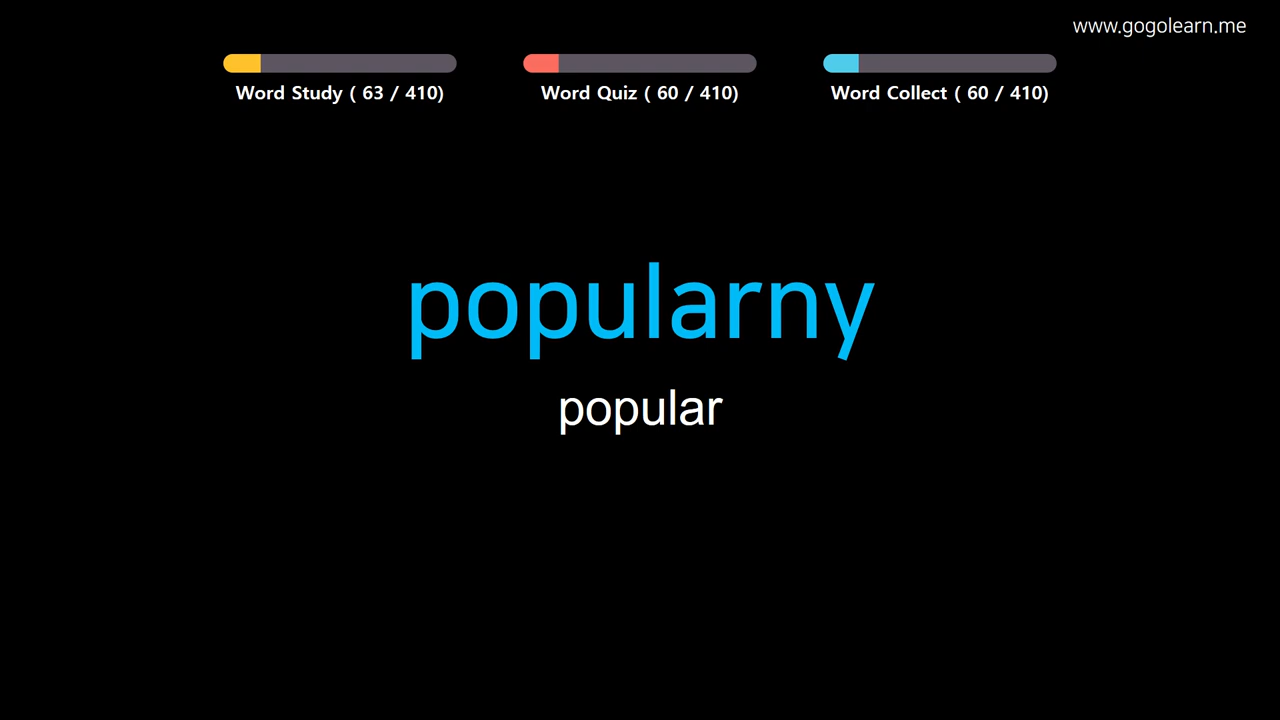 www.gogolearn.me
Word Study ( 63 / 410)
Word Quiz ( 60 / 410)
Word Collect ( 60 / 410)
popularny
popular